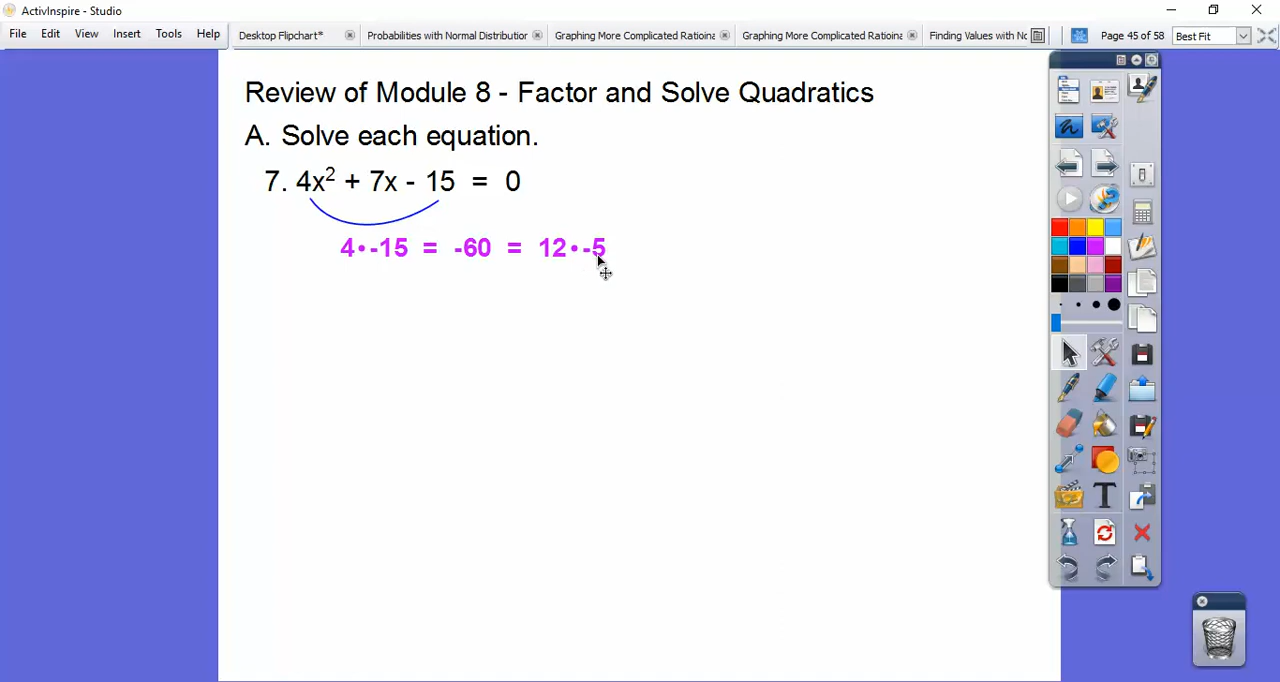 ActivInspire - Studio
File Edit View Insert Tools Help
Desktop Flipchart* Probabilities with Normal Distribution Graphing More Complicated Rationa Graphing More Complicated Rationa Finding Values with No Page 45 of 58 Best Fit
Review of Module 8 - Factor and Solve Quadratics
A. Solve each equation.
7. 4x² + 7x - 15 = 0
4•-15 = -60 = 12•-5